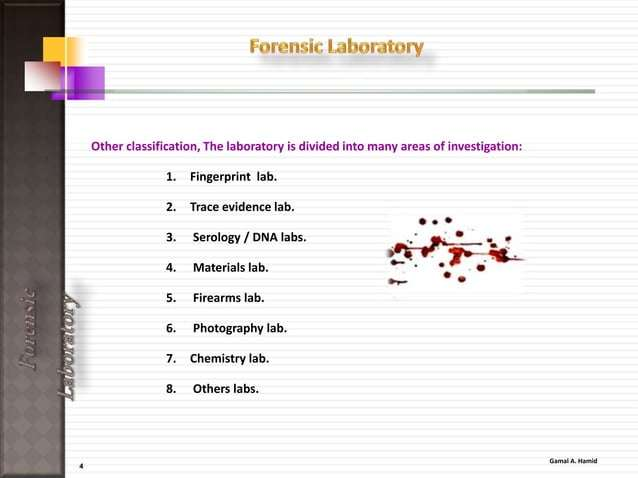 Forensic Laboratory
Other classification, The laboratory is divided into many areas of investigation:
1. Fingerprint lab.
2. Trace evidence lab.
3. Serology / DNA labs.
4. Materials lab.
5. Firearms lab.
6. Photography lab.
7. Chemistry lab.
8. Others labs.
Forensic
Laboratory
4
Gamal A. Hamid